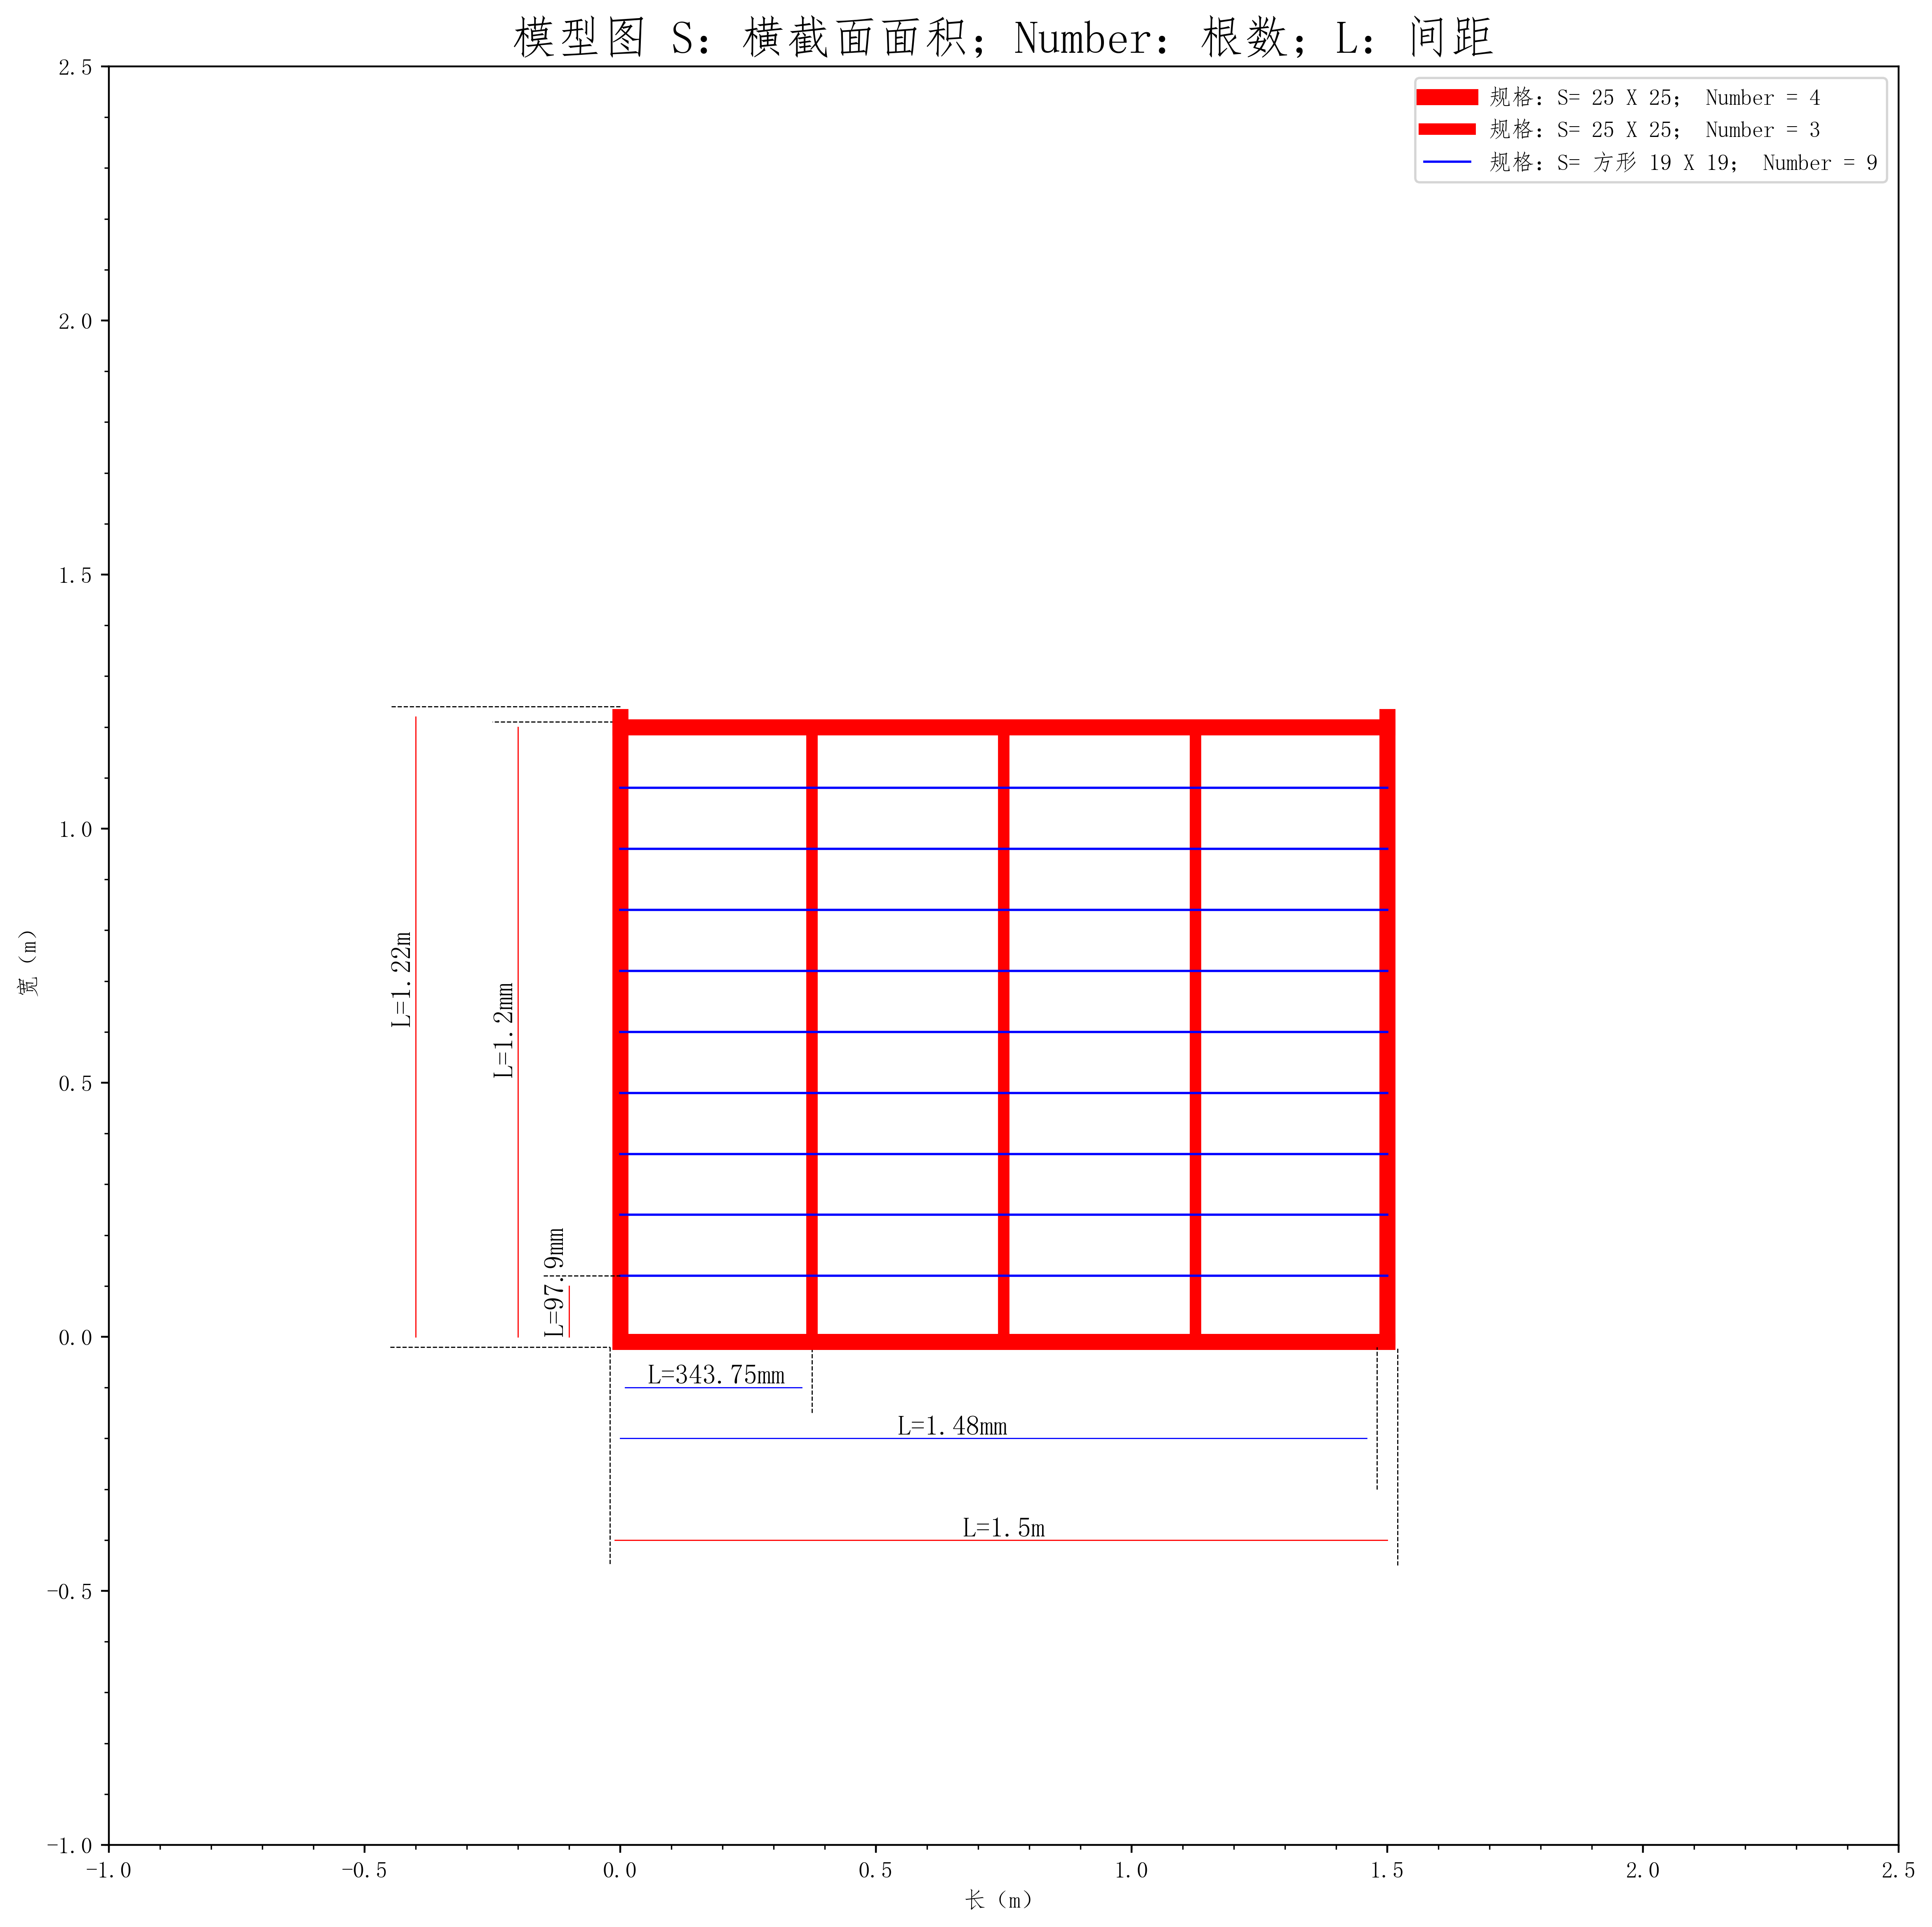 模型图 S：横截面面积；Number：根数；L：间距
规格：S= 25 X 25； Number = 4
规格：S= 25 X 25； Number = 3
规格：S= 方形 19 X 19； Number = 9
2.5
2.0
1.5
1.0
0.5
0.0
-0.5
-1.0
宽（m）
L=1.22m
L=1.2mm
L=97.9mm
L=343.75mm
L=1.48mm
L=1.5m
-1.0
-0.5
0.0
0.5
1.0
1.5
2.0
2.5
长（m）